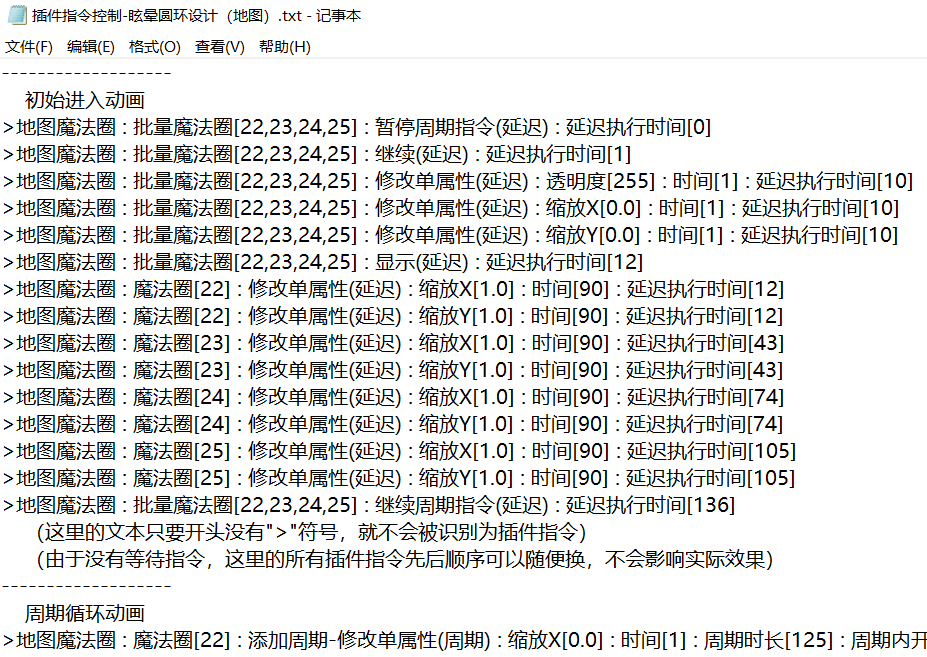 插件指令控制-眩晕圆环设计（地图）.txt - 记事本
文件(F) 编辑(E) 格式(O) 查看(V) 帮助(H)
-------------------
初始进入动画
>地图魔法圈 : 批量魔法圈[22,23,24,25] : 暂停周期指令(延迟) : 延迟执行时间[0]
>地图魔法圈 : 批量魔法圈[22,23,24,25] : 继续(延迟) : 延迟执行时间[1]
>地图魔法圈 : 批量魔法圈[22,23,24,25] : 修改单属性(延迟) : 透明度[255] : 时间[1] : 延迟执行时间[10]
>地图魔法圈 : 批量魔法圈[22,23,24,25] : 修改单属性(延迟) : 缩放X[0.0] : 时间[1] : 延迟执行时间[10]
>地图魔法圈 : 批量魔法圈[22,23,24,25] : 修改单属性(延迟) : 缩放Y[0.0] : 时间[1] : 延迟执行时间[10]
>地图魔法圈 : 批量魔法圈[22,23,24,25] : 显示(延迟) : 延迟执行时间[12]
>地图魔法圈 : 魔法圈[22] : 修改单属性(延迟) : 缩放X[1.0] : 时间[90] : 延迟执行时间[12]
>地图魔法圈 : 魔法圈[22] : 修改单属性(延迟) : 缩放Y[1.0] : 时间[90] : 延迟执行时间[12]
>地图魔法圈 : 魔法圈[23] : 修改单属性(延迟) : 缩放X[1.0] : 时间[90] : 延迟执行时间[43]
>地图魔法圈 : 魔法圈[23] : 修改单属性(延迟) : 缩放Y[1.0] : 时间[90] : 延迟执行时间[43]
>地图魔法圈 : 魔法圈[24] : 修改单属性(延迟) : 缩放X[1.0] : 时间[90] : 延迟执行时间[74]
>地图魔法圈 : 魔法圈[24] : 修改单属性(延迟) : 缩放Y[1.0] : 时间[90] : 延迟执行时间[74]
>地图魔法圈 : 魔法圈[25] : 修改单属性(延迟) : 缩放X[1.0] : 时间[90] : 延迟执行时间[105]
>地图魔法圈 : 魔法圈[25] : 修改单属性(延迟) : 缩放Y[1.0] : 时间[90] : 延迟执行时间[105]
>地图魔法圈 : 批量魔法圈[22,23,24,25] : 继续周期指令(延迟) : 延迟执行时间[136]
（这里的文本只要开头没有">"符号，就不会被识别为插件指令）
（由于没有等待指令，这里的所有插件指令先后顺序可以随便换，不会影响实际效果）
-------------------
周期循环动画
>地图魔法圈 : 魔法圈[22] : 添加周期-修改单属性(周期) : 缩放X[0.0] : 时间[1] : 周期时长[125] : 周期内开